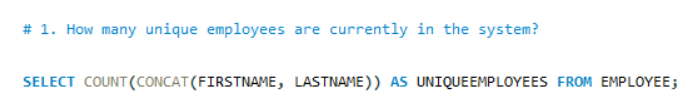 # 1. How many unique employees are currently in the system?
SELECT COUNT(CONCAT(FIRSTNAME, LASTNAME)) AS UNIQUEEMPLOYEES FROM EMPLOYEE;